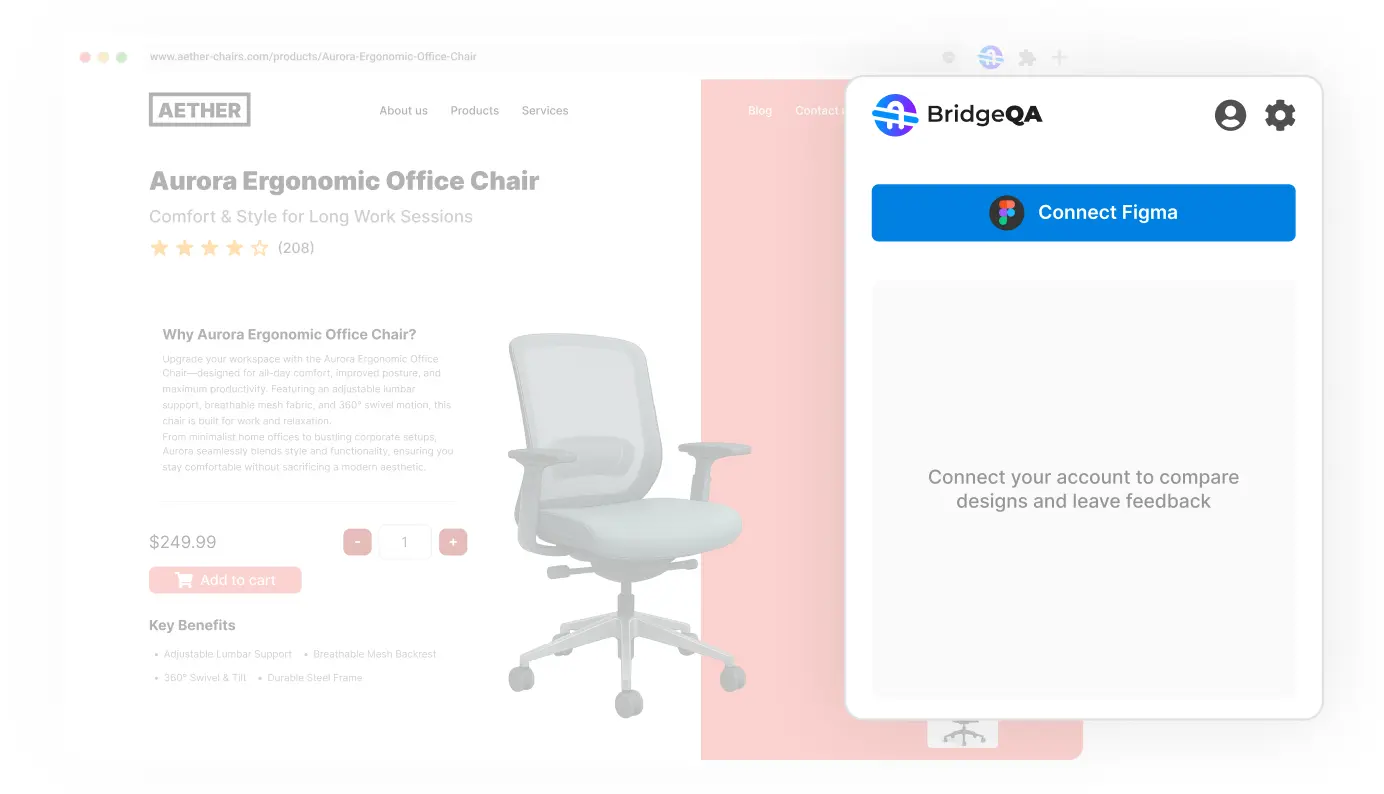 www.aether-chairs.com/products/Aurora-Ergonomic-Office-Chair
AETHER
About us
Products
Services
Blog
Contact
Aurora Ergonomic Office Chair
Comfort & Style for Long Work Sessions
(208)
Why Aurora Ergonomic Office Chair?
Upgrade your workspace with the Aurora Ergonomic Office
Chair—designed for all-day comfort, improved posture, and
maximum productivity. Featuring an adjustable lumbar
support, breathable mesh fabric, and 360° swivel motion, this
chair is built for work and relaxation.
From minimalist home offices to bustling corporate setups,
Aurora seamlessly blends style and functionality, ensuring you
stay comfortable without sacrificing a modern aesthetic.
$249.99
-
1
+
Add to cart
Key Benefits
• Adjustable Lumbar Support • Breathable Mesh Backrest
• 360° Swivel & Tilt • Durable Steel Frame
BridgeQA
Connect Figma
Connect your account to compare
designs and leave feedback